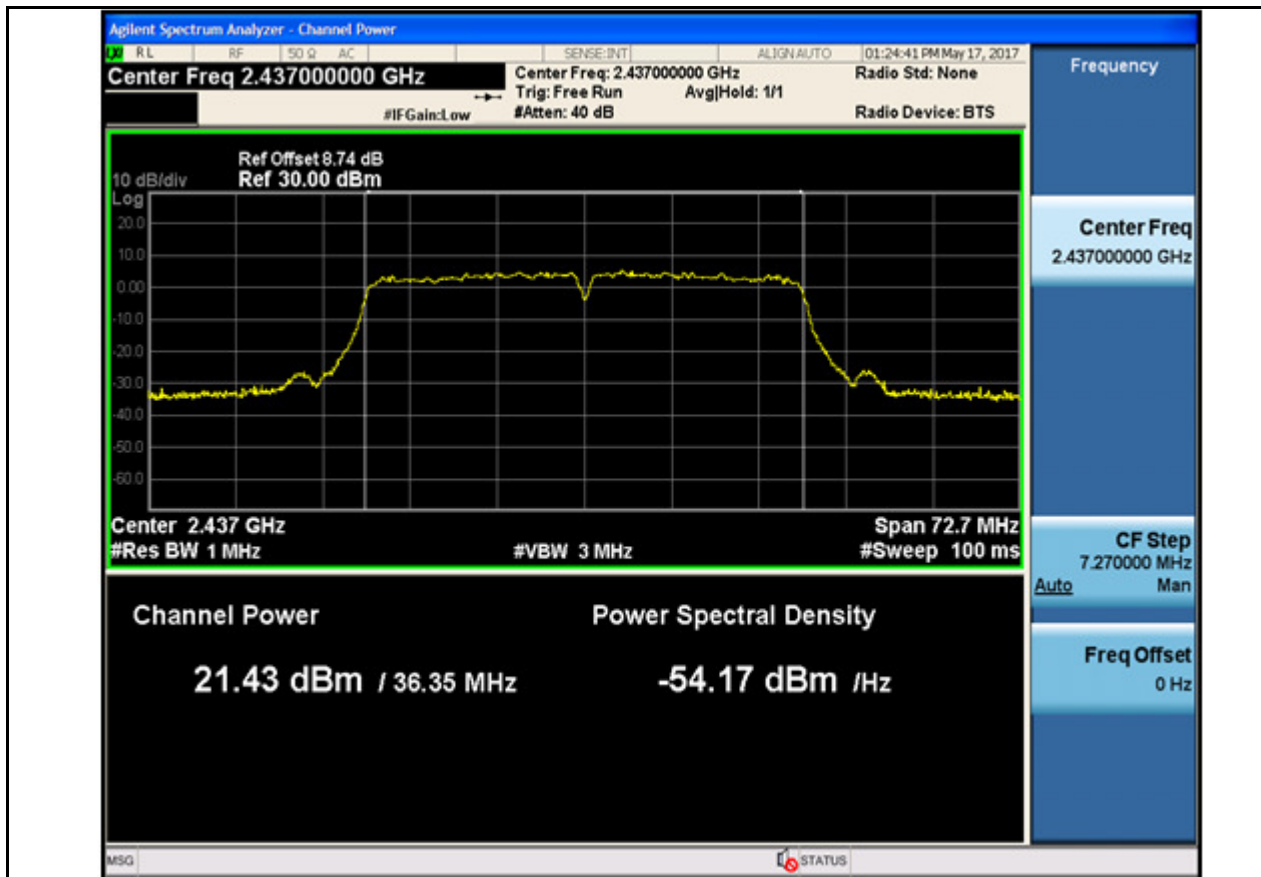 Agilent Spectrum Analyzer - Channel Power
LXI RL RF 50 Ω AC SENSE:INT ALIGN AUTO 01:24:41 PM May 17, 2017
Center Freq 2.437000000 GHz
Center Freq: 2.437000000 GHz
Radio Std: None
Trig: Free Run Avg|Hold: 1/1
#IFGain:Low
#Atten: 40 dB
Radio Device: BTS
Frequency
Ref Offset 8.74 dB
10 dB/div Ref 30.00 dBm
Log
20.0
10.0
0.00
-10.0
-20.0
-30.0
-40.0
-50.0
-60.0
Center 2.437 GHz
Span 72.7 MHz
#Res BW 1 MHz
#VBW 3 MHz
#Sweep 100 ms
Channel Power
Power Spectral Density
21.43 dBm / 36.35 MHz
-54.17 dBm /Hz
Center Freq
2.437000000 GHz
CF Step
7.270000 MHz
Auto Man
Freq Offset
0 Hz
MSG
STATUS